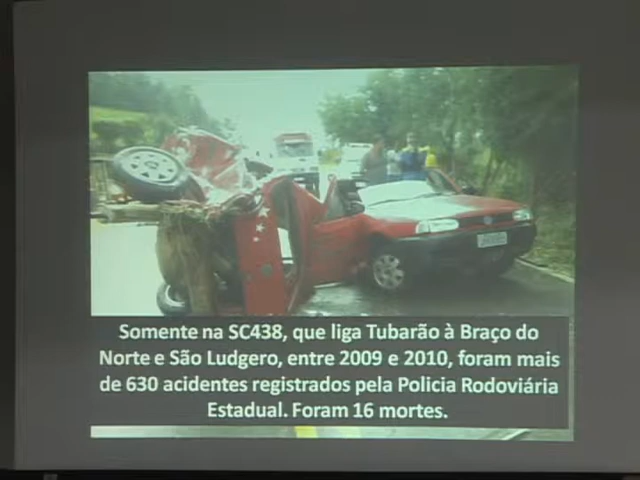 Somente na SC438, que liga Tubarão à Braço do
Norte e São Ludgero, entre 2009 e 2010, foram mais
de 630 acidentes registrados pela Policia Rodoviária
Estadual. Foram 16 mortes.